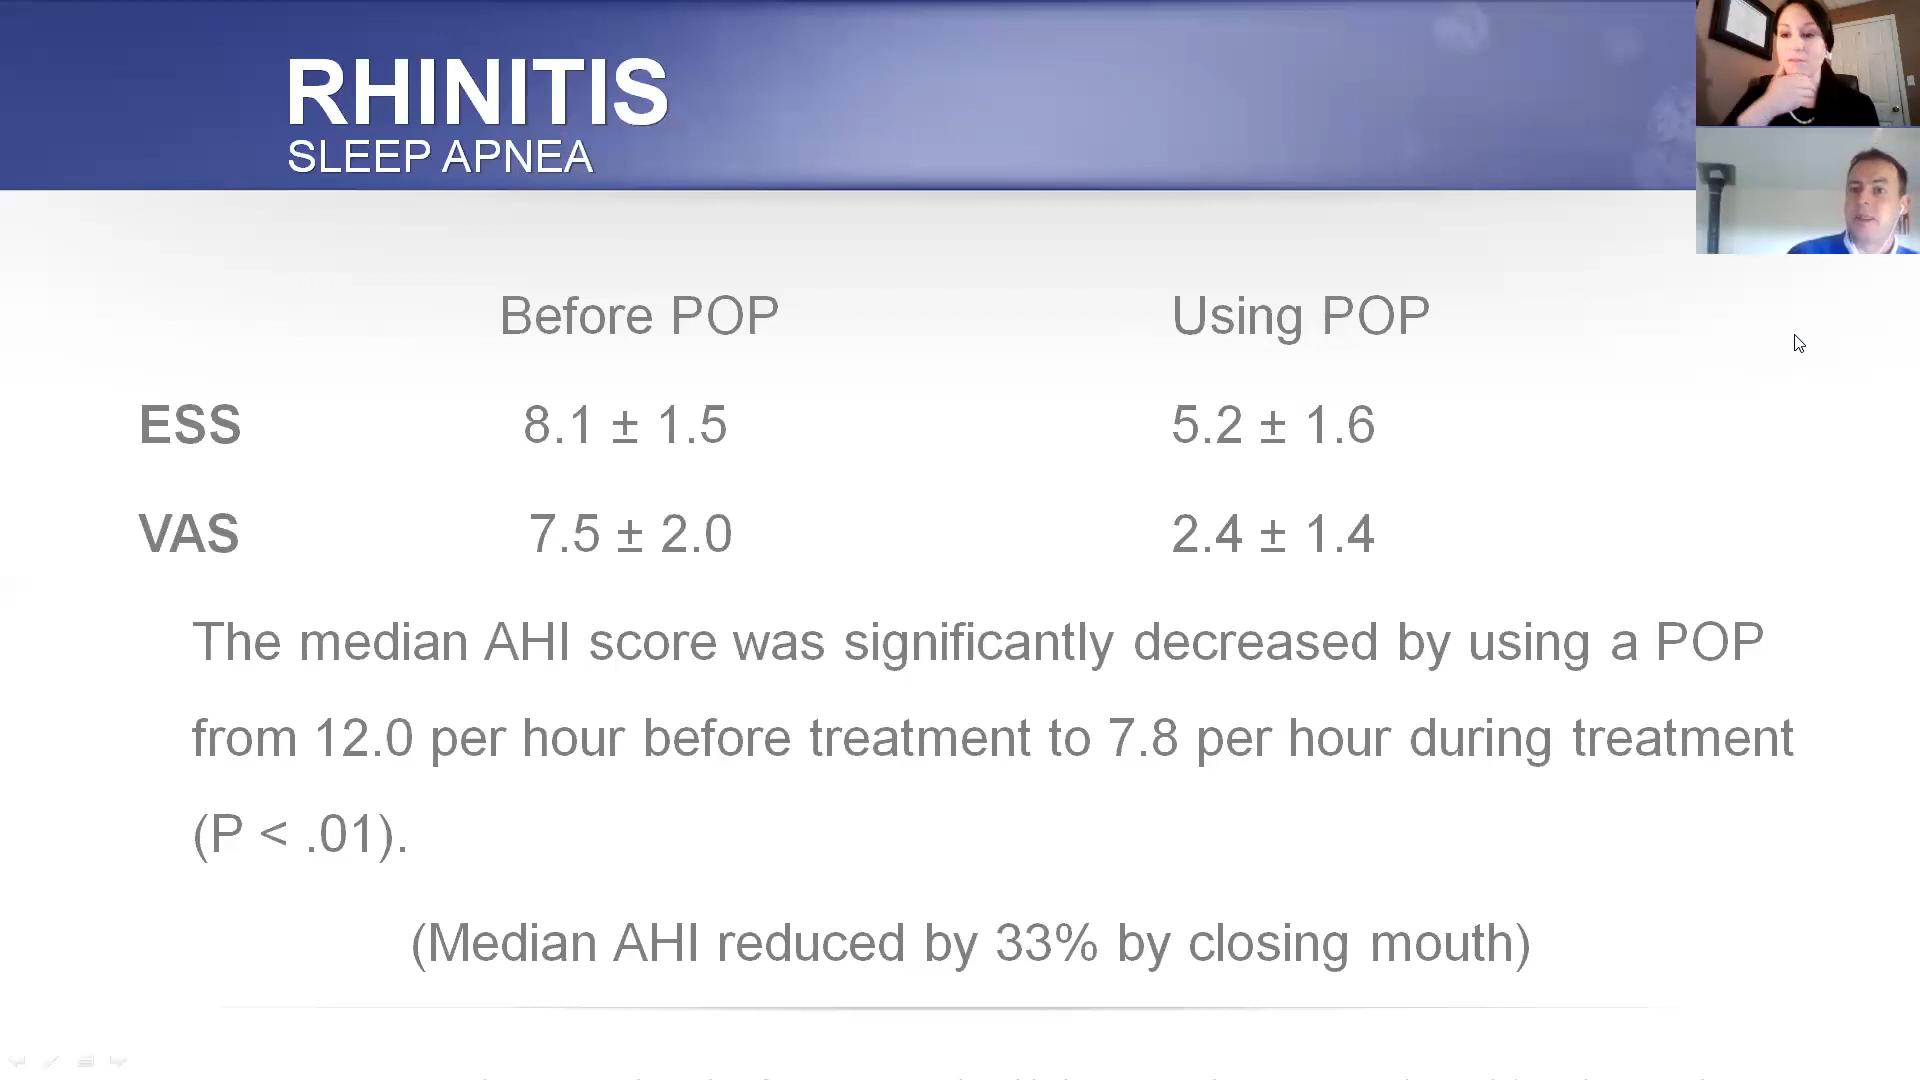 RHINITIS
SLEEP APNEA
Before POP Using POP
ESS 8.1 ± 1.5 5.2 ± 1.6
VAS 7.5 ± 2.0 2.4 ± 1.4
The median AHI score was significantly decreased by using a POP
from 12.0 per hour before treatment to 7.8 per hour during treatment
(P < .01).
(Median AHI reduced by 33% by closing mouth)